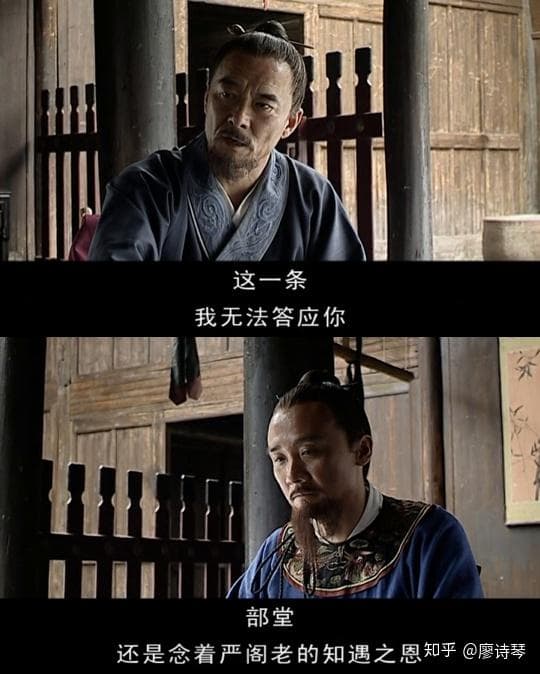 这一条
我无法答应你
部堂
还是念着严阁老的知遇之恩
知乎 @廖诗琴